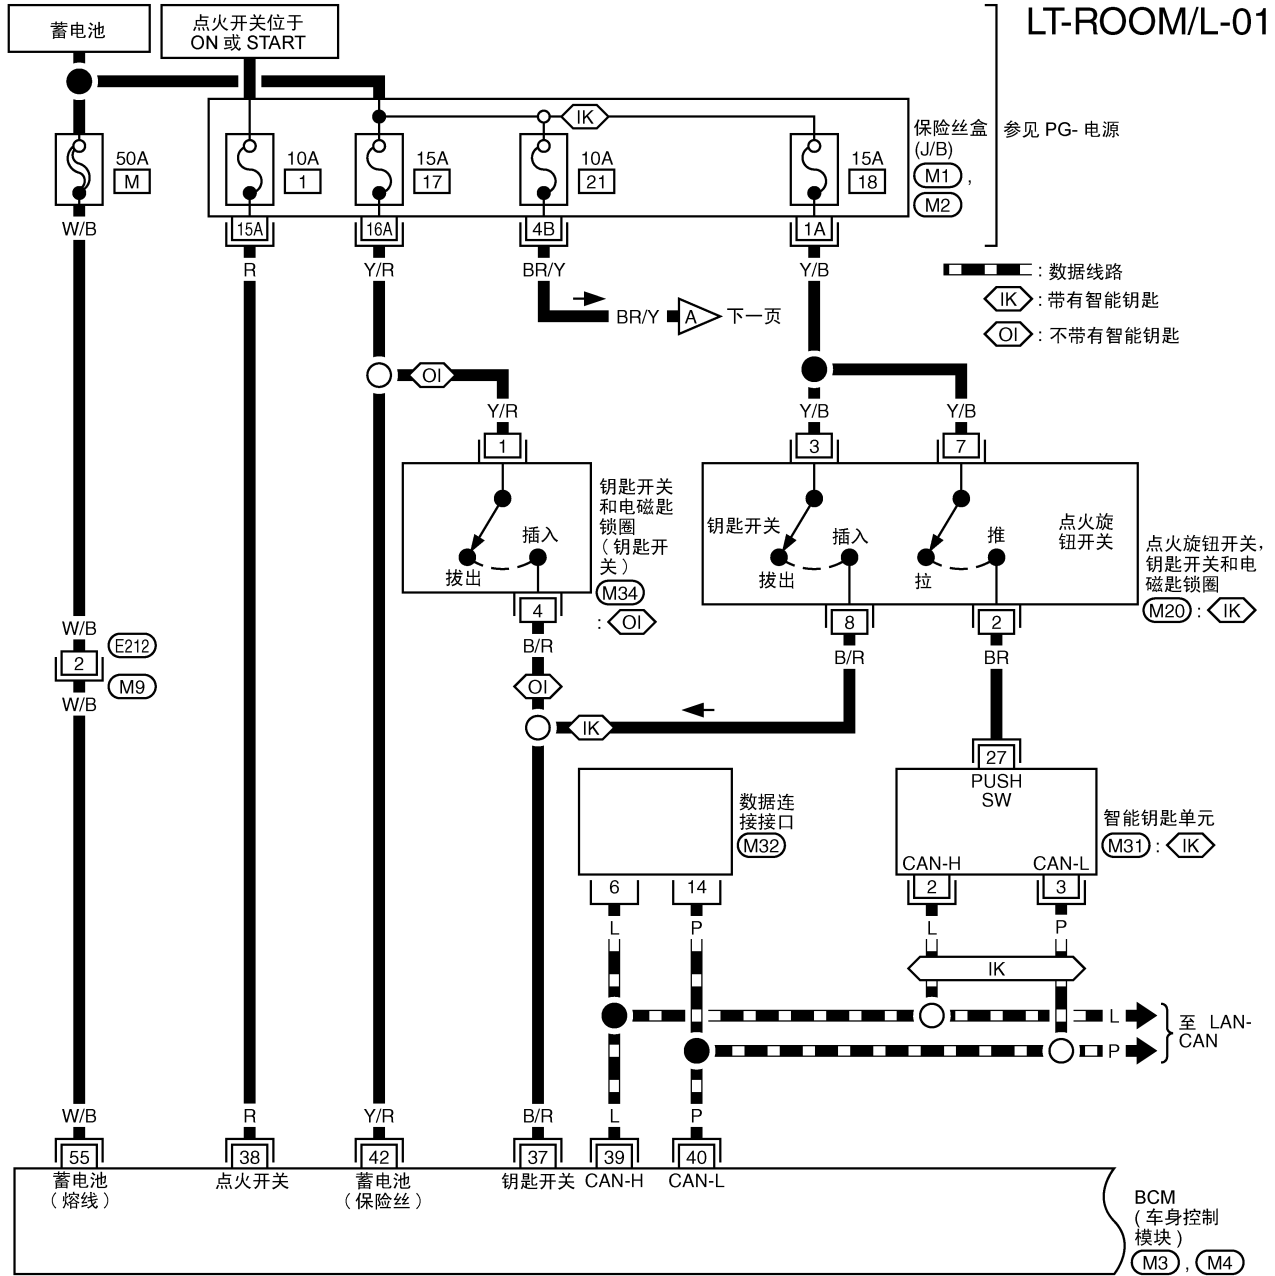 LT-ROOM/L-01
蓄电池
点火开关位于
ON 或 START
IK
50A
M
10A
1
15A
17
10A
21
15A
18
保险丝盒
(J/B)
M1 ,
M2
参见 PG- 电源
W/B
15A
16A
4B
1A
R
Y/R
BR/Y
Y/B
: 数据线路
IK : 带有智能钥匙
OI : 不带有智能钥匙
BR/Y
A
下一页
OI
Y/R
Y/B
Y/B
1
3
7
钥匙开关
和电磁匙
锁圈
(钥匙开
关)
M34
: OI
插入
拔出
钥匙开关
插入
拔出
推
拉
点火旋
钮开关
点火旋钮开关,
钥匙开关和电
磁匙锁圈
M20 : IK
4
8
2
W/B
E212
2
M9
W/B
B/R
B/R
BR
OI
IK
27
PUSH
SW
数据连
接接口
M32
智能钥匙单元
M31 : IK
CAN-H
CAN-L
6
14
2
3
L
P
L
P
IK
L
P
至 LAN-
CAN
W/B
R
Y/R
B/R
L
P
55
38
42
37
39
40
蓄电池
(熔线)
点火开关
蓄电池
(保险丝)
钥匙开关
CAN-H
CAN-L
BCM
(车身控制
模块)
M3 , M4